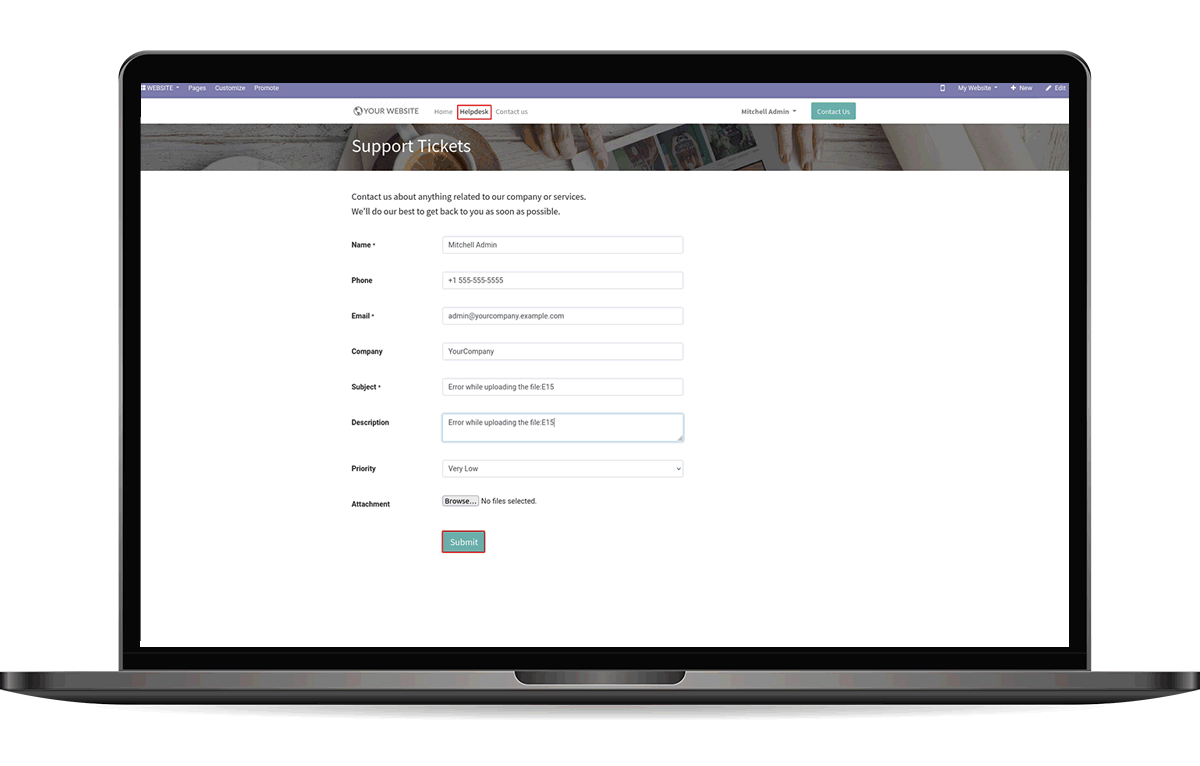 WEBSITE Pages Customize Promote My Website New Edit
YOUR WEBSITE Home Helpdesk Contact us Mitchell Admin Contact Us
Support Tickets
Contact us about anything related to our company or services.
We'll do our best to get back to you as soon as possible.
Name * Mitchell Admin
Phone +1 555-555-5555
Email * admin@yourcompany.example.com
Company YourCompany
Subject * Error while uploading the file:E15
Description Error while uploading the file:E15
Priority Very Low
Attachment Browse... No files selected.
Submit